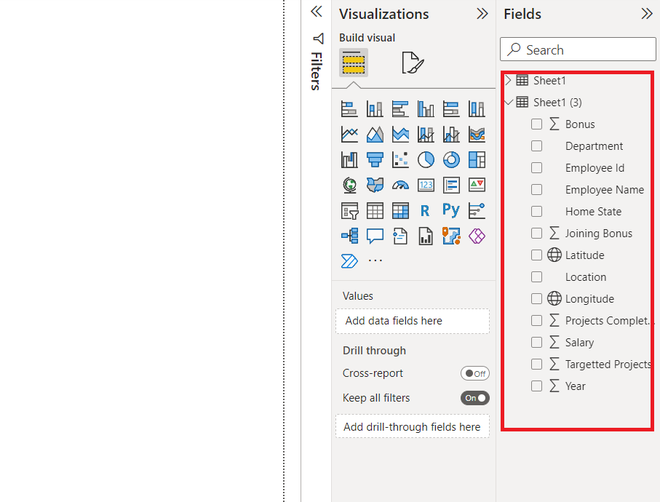 Filters
Visualizations
Build visual
123
R
Py
...
Values
Add data fields here
Drill through
Cross-report
Off
Keep all filters
On
Add drill-through fields here
Fields
Search
Sheet1
Sheet1 (3)
Bonus
Department
Employee Id
Employee Name
Home State
Joining Bonus
Latitude
Location
Longitude
Projects Complet...
Salary
Targetted Projects
Year